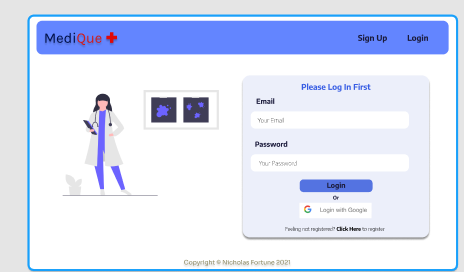 MediQue
Sign Up Login
Please Log In First
Email
Your Email
Password
Your Password
Login
Or
Login with Google
Feeling not registered? Click Here to register
Copyright © Nicholas Fortune 2021